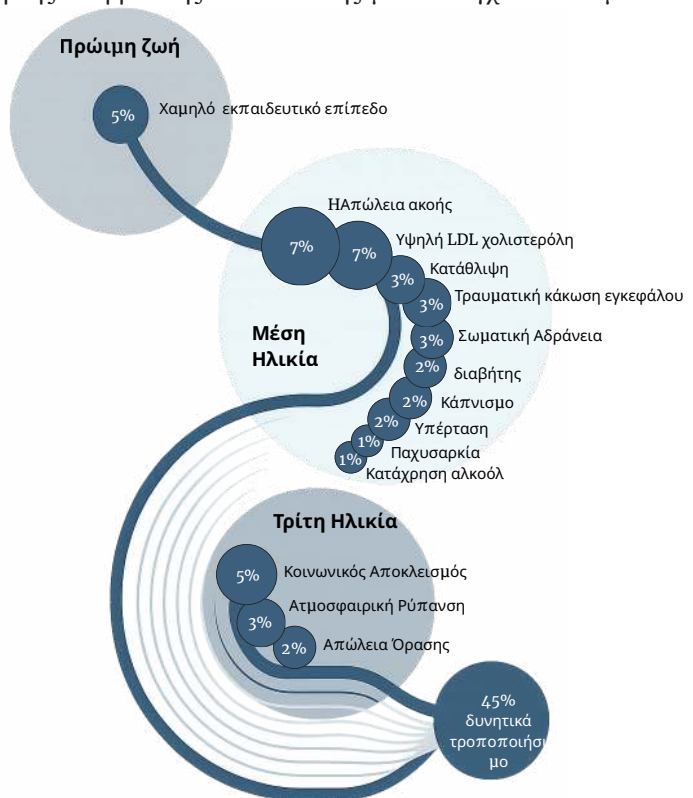 Πρώιμη ζωή
5%
Χαμηλό εκπαιδευτικό επίπεδο
HΑπώλεια ακοής
7%
7%
Υψηλή LDL χολιστερόλη
3%
Κατάθλιψη
3%
Τραυματική κάκωση εγκεφάλου
Μέση
Ηλικία
3%
Σωματική Αδράνεια
2%
διαβήτης
2%
Κάπνισμο
2%
Υπέρταση
1%
Παχυσαρκία
1%
Κατάχρηση αλκοόλ
Τρίτη Ηλικία
5%
Κοινωνικός Αποκλεισμός
3%
Ατμοσφαιρική Ρύπανση
2%
Απώλεια Όρασης
45%
δυνητικά
τροποποιήσι
μο